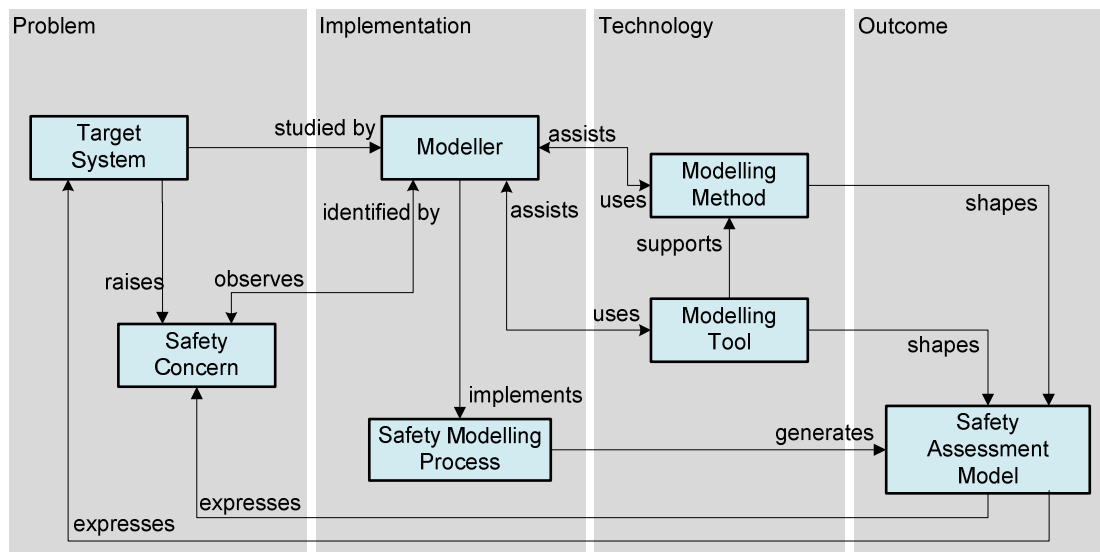 Problem
Implementation
Technology
Outcome
Target
System
studied by
Modeller
assists
Modelling
Method
uses
shapes
identified by
assists
supports
raises
observes
Safety
Concern
uses
Modelling
Tool
shapes
implements
Safety Modelling
Process
generates
Safety
Assessment
Model
expresses
expresses